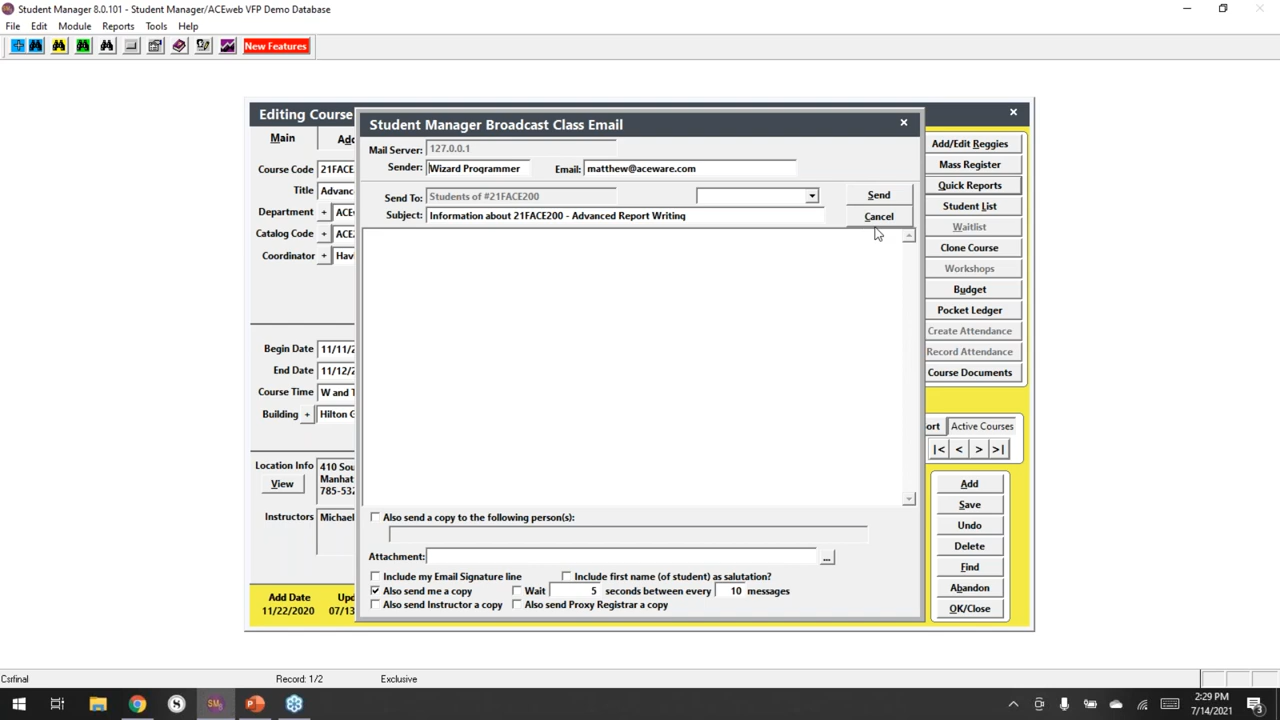 Student Manager 8.0.101 - Student Manager/ACEweb VFP Demo Database
File Edit Module Reports Tools Help
New Features
Editing Course
Main
Student Manager Broadcast Class Email
Mail Server: 127.0.0.1
Sender: Wizard Programmer Email: matthew@aceware.com
Send To: Students of #21FACE200
Send
Subject: Information about 21FACE200 - Advanced Report Writing
Cancel
Course Code 21FACE
Title Advanc
Department + ACE
Catalog Code + ACE
Coordinator + Hav
Begin Date 11/11/2
End Date 11/12/2
Course Time W and T
Building + Hilton G
Location Info 410 Sou
Manhat
View 785-532
Instructors Michael
Add Date
11/22/2020 07/13
Also send a copy to the following person(s):
Attachment: ...
Include my Email Signature line Include first name (of student) as salutation?
Also send me a copy Wait 5 seconds between every 10 messages
Also send Instructor a copy Also send Proxy Registrar a copy
Add/Edit Reggies
Mass Register
Quick Reports
Student List
Waitlist
Clone Course
Workshops
Budget
Pocket Ledger
Create Attendance
Record Attendance
Course Documents
ort Active Courses
|< < > >|
Add
Save
Undo
Delete
Find
Abandon
OK/Close
Csrfinal Record: 1/2 Exclusive
2:29 PM
7/14/2021
3